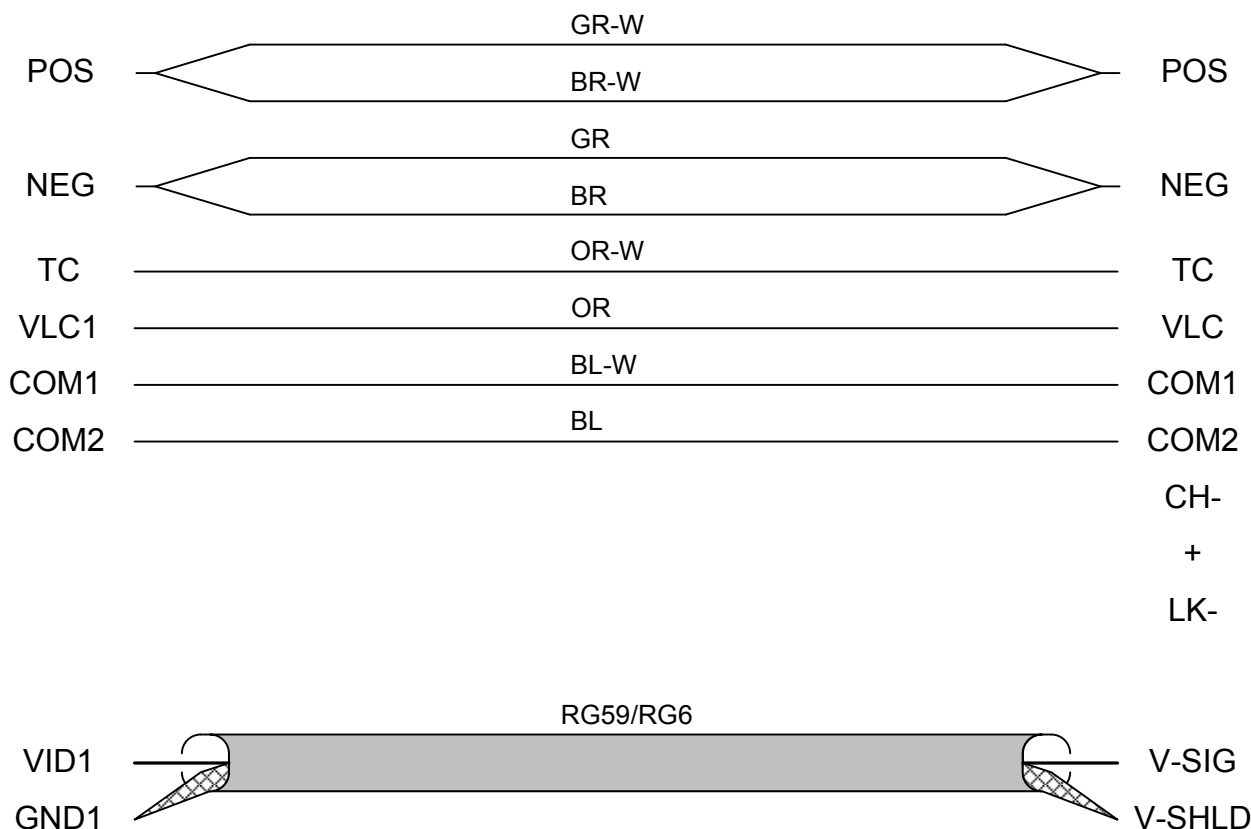 GR-W
POS POS
BR-W
GR
NEG NEG
BR
OR-W
TC TC
OR
VLC1 VLC
BL-W
COM1 COM1
BL
COM2 COM2
CH-
+
LK-
RG59/RG6
VID1 V-SIG
GND1 V-SHLD